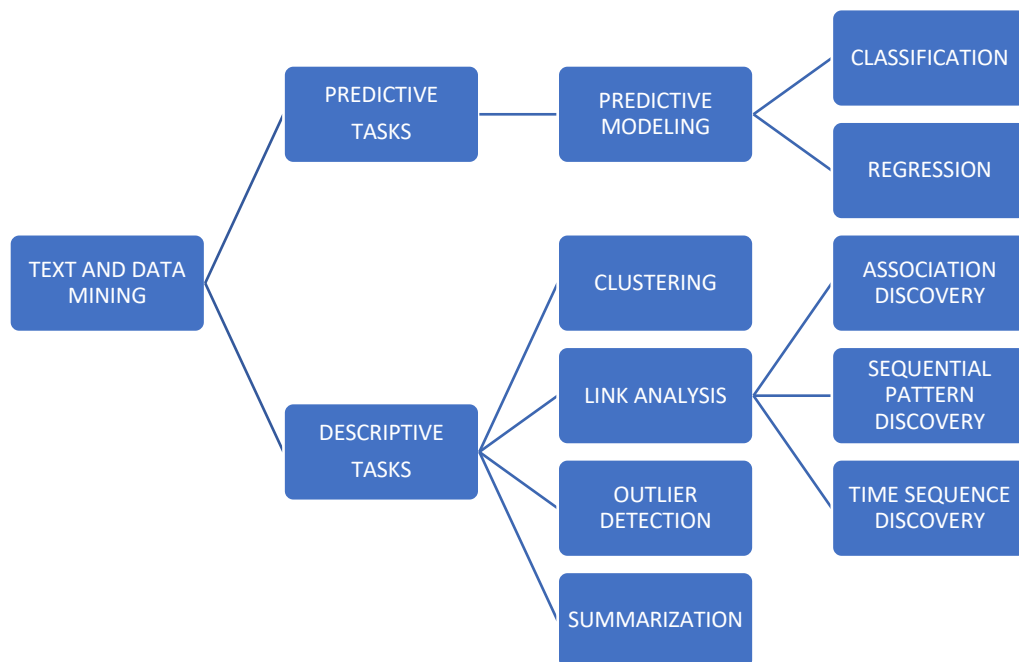 TEXT AND DATA
MINING
PREDICTIVE
TASKS
PREDICTIVE
MODELING
CLASSIFICATION
REGRESSION
DESCRIPTIVE
TASKS
CLUSTERING
LINK ANALYSIS
ASSOCIATION
DISCOVERY
SEQUENTIAL
PATTERN
DISCOVERY
TIME SEQUENCE
DISCOVERY
OUTLIER
DETECTION
SUMMARIZATION